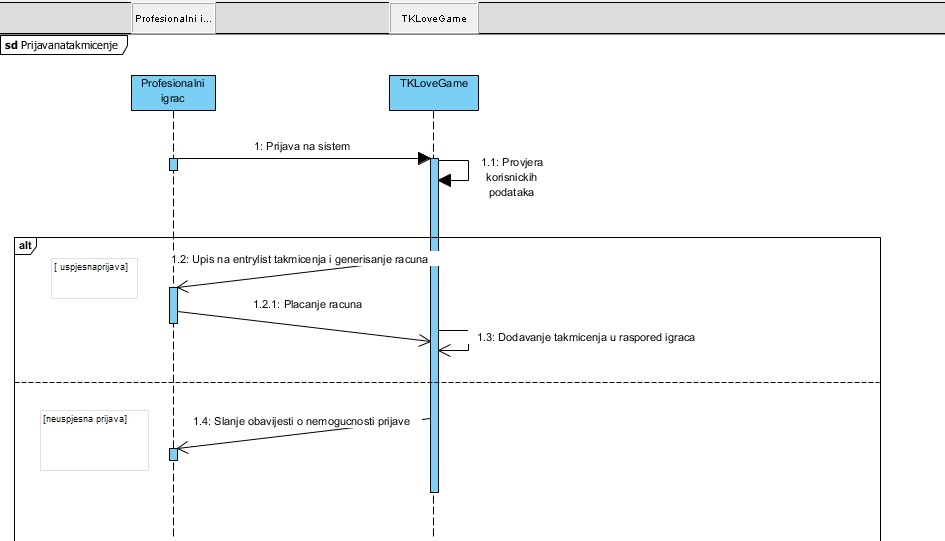 Profesionalni i...
TKLoveGame
sd Prijavanatakmicenje
Profesionalni
igrac
TKLoveGame
1: Prijava na sistem
1.1: Provjera
korisnickih
podataka
alt
[ uspjesnaprijava]
1.2: Upis na entrylist takmicenja i generisanje racuna
1.2.1: Placanje racuna
1.3: Dodavanje takmicenja u raspored igraca
[neuspjesna prijava]
1.4: Slanje obavijesti o nemogucnosti prijave